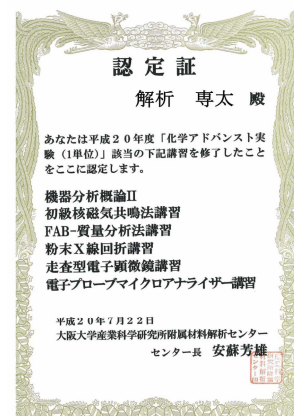 認定証
解析 専太 殿
あなたは平成20年度「化学アドバンスト実
験(1単位)」該当の下記講習を修了したこと
をここに認定します。
機器分析概論II
初級核磁気共鳴法講習
FAB-質量分析法講習
粉末X線回折講習
走査型電子顕微鏡講習
電子プローブマイクロアナライザー講習
平成20年7月22日
大阪大学産業科学研究所附属材料解析センター
センター長 安蘇芳雄